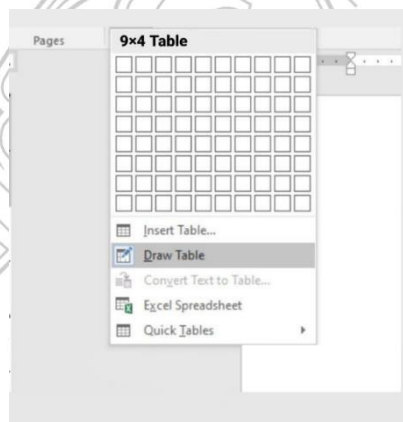 Pages
9×4 Table
Insert Table...
Draw Table
Convert Text to Table...
Excel Spreadsheet
Quick Tables